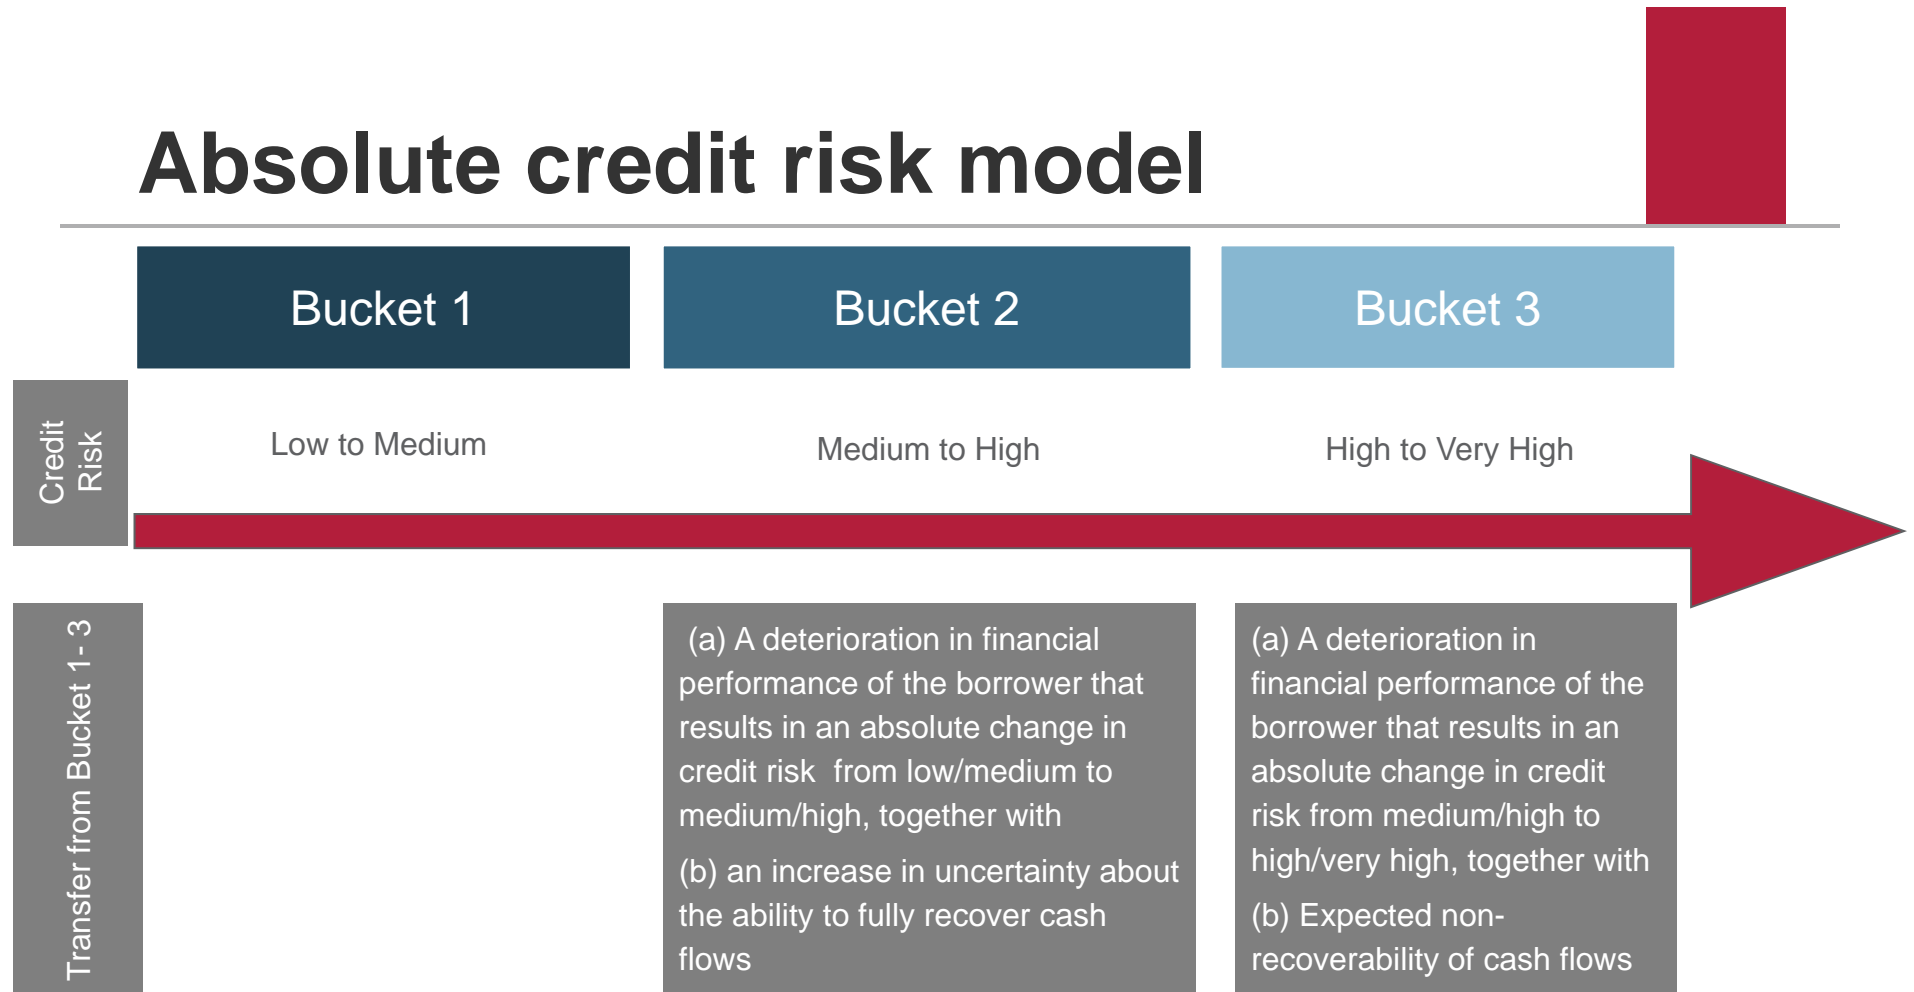 Absolute credit risk model
Bucket 1
Bucket 2
Bucket 3
Credit
Risk
Low to Medium
Medium to High
High to Very High
Transfer from Bucket 1- 3
(a) A deterioration in financial
performance of the borrower that
results in an absolute change in
credit risk  from low/medium to
medium/high, together with
(b) an increase in uncertainty about
the ability to fully recover cash
flows
(a) A deterioration in
financial performance of the
borrower that results in an
absolute change in credit
risk from medium/high to
high/very high, together with
(b) Expected non-
recoverability of cash flows